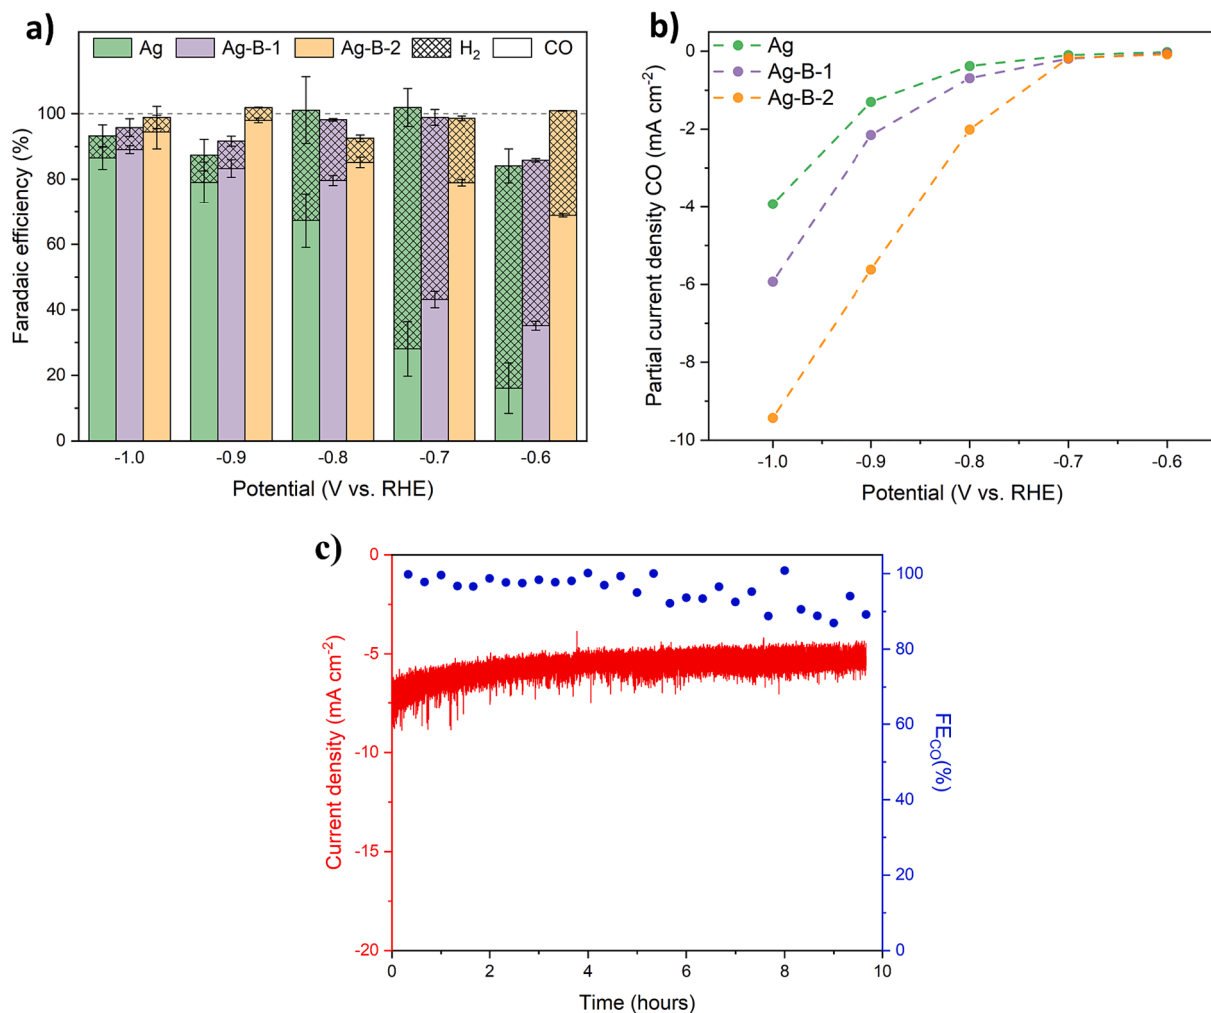 a)
Ag Ag-B-1 Ag-B-2 H₂ CO
Faradaic efficiency (%)
100
80
60
40
20
0
-1.0 -0.9 -0.8 -0.7 -0.6
Potential (V vs. RHE)
b)
Ag
Ag-B-1
Ag-B-2
Partial current density CO (mA cm⁻²)
0
-2
-4
-6
-8
-10
-1.0 -0.9 -0.8 -0.7 -0.6
Potential (V vs. RHE)
c)
Current density (mA cm⁻²)
0
-5
-10
-15
-20
0 2 4 6 8 10
Time (hours)
100
80
60
40
20
0
FE_CO(%)